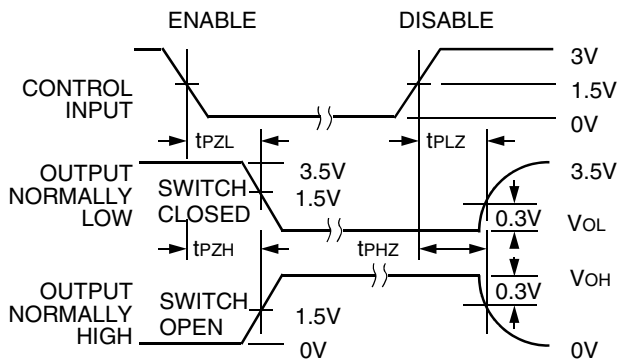 ENABLE
DISABLE
CONTROL
INPUT
3V
1.5V
0V
tPZL
tPLZ
OUTPUT
NORMALLY
LOW
SWITCH
CLOSED
3.5V
1.5V
3.5V
0.3V
VOL
tPZH
tPHZ
OUTPUT
NORMALLY
HIGH
SWITCH
OPEN
1.5V
0V
VOH
0.3V
0V